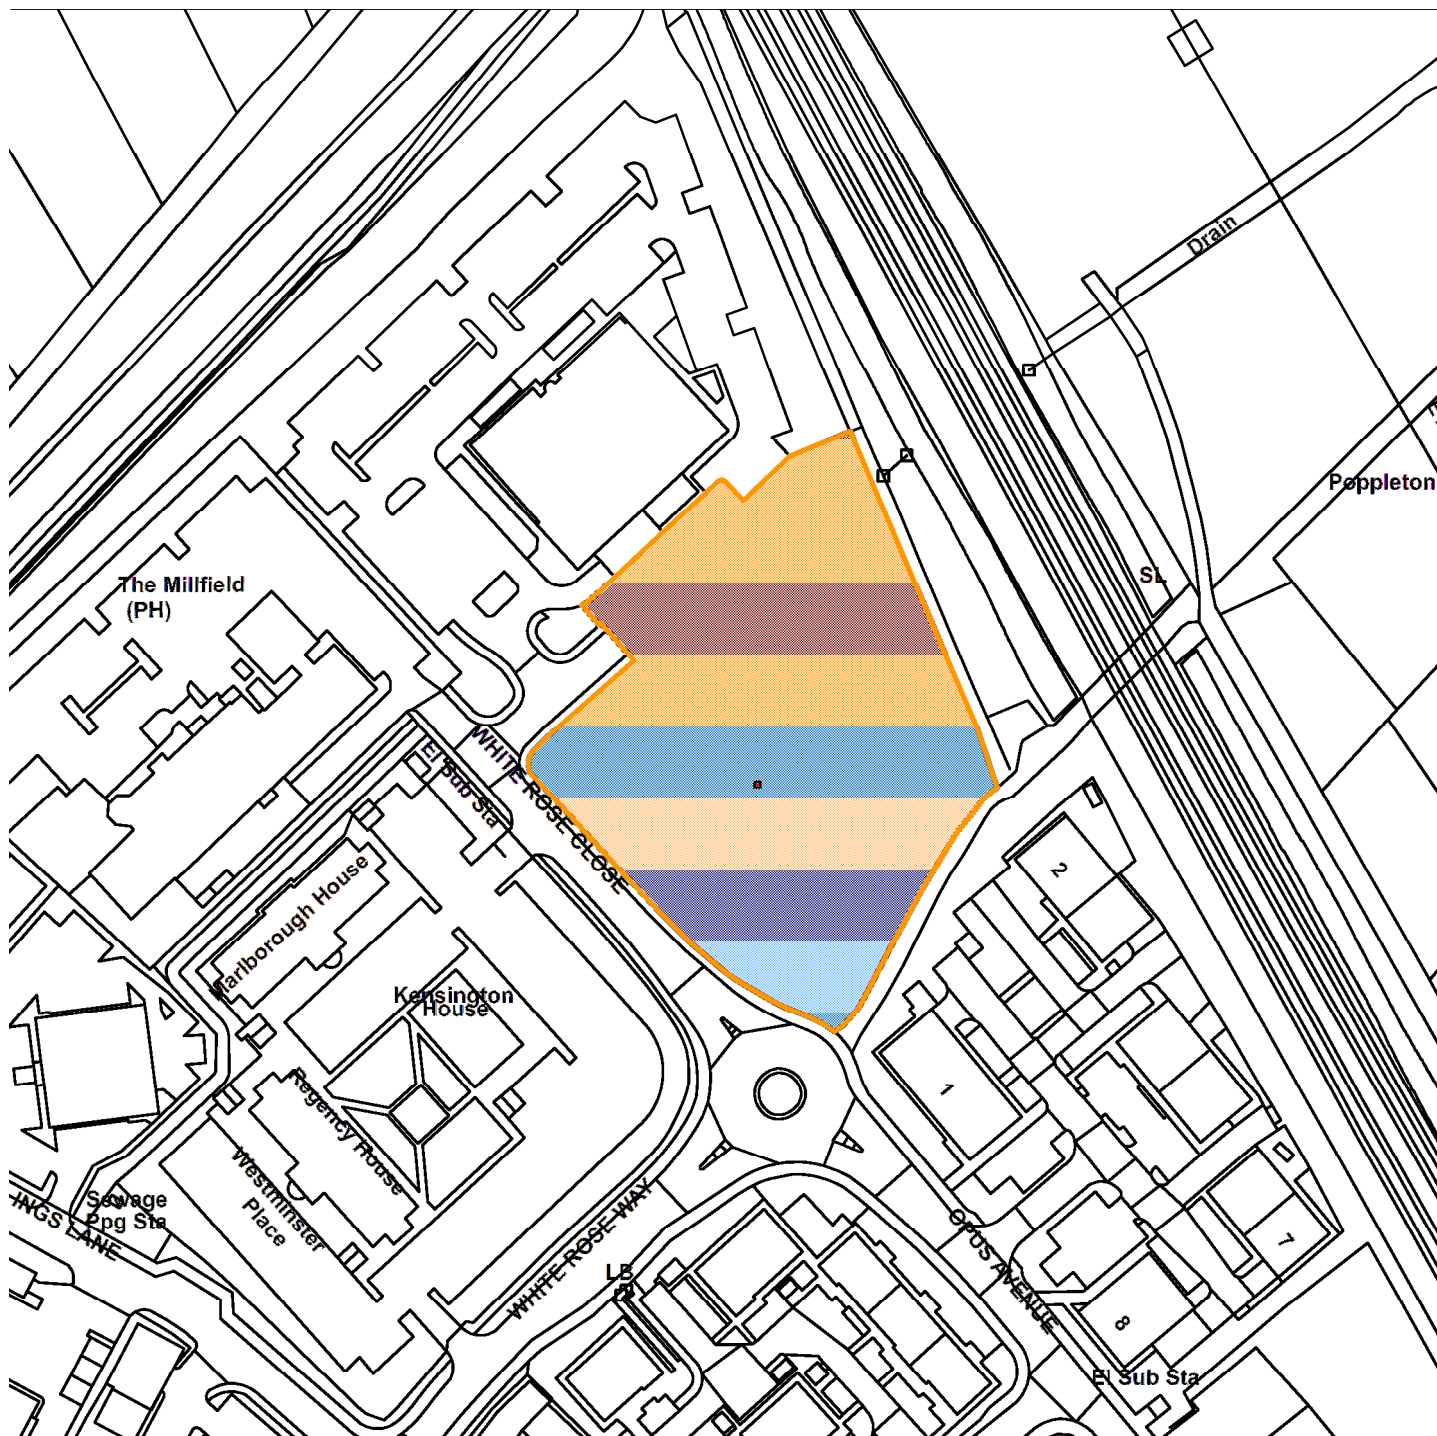 Drain
Poppleton
SL
The Millfield
(PH)
WHITE ROSE CLOSE
El Sub Sta
2
Marlborough House
Kensington
House
1
Regency House
Westminster
Place
Sewage
Ppg Sta
INGS LANE
WHITE ROSE WAY
OPUS AVENUE
7
LB
8
El Sub Sta